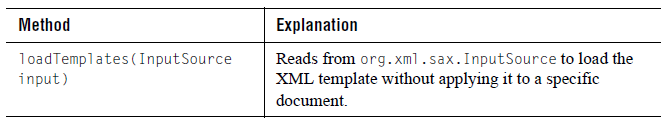 Method
Explanation
loadTemplates(InputSource
input)
Reads from org.xml.sax.InputSource to load the
XML template without applying it to a specific
document.